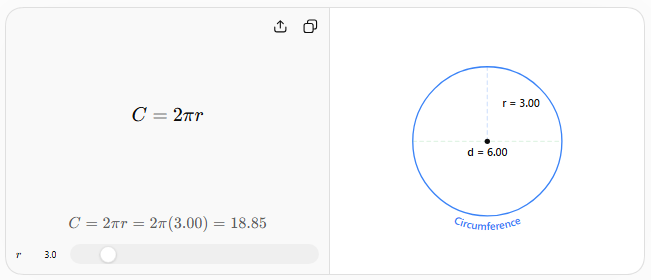 C = 2πr
C = 2πr = 2π(3.00) = 18.85
r 3.0
r = 3.00
d = 6.00
Circumference